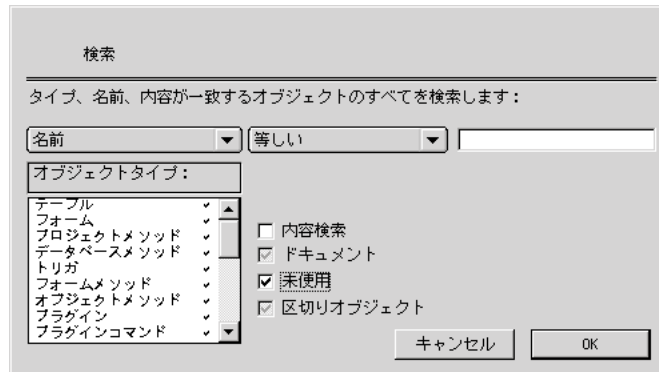 検索
タイプ、名前、内容が一致するオブジェクトのすべてを検索します：
名前
等しい
オブジェクトタイプ：
テーブル
フォーム
プロジェクトメソッド
データベースメソッド
トリガ
フォームメソッド
オブジェクトメソッド
プラグイン
プラグインコマンド
内容検索
ドキュメント
未使用
区切りオブジェクト
キャンセル
OK